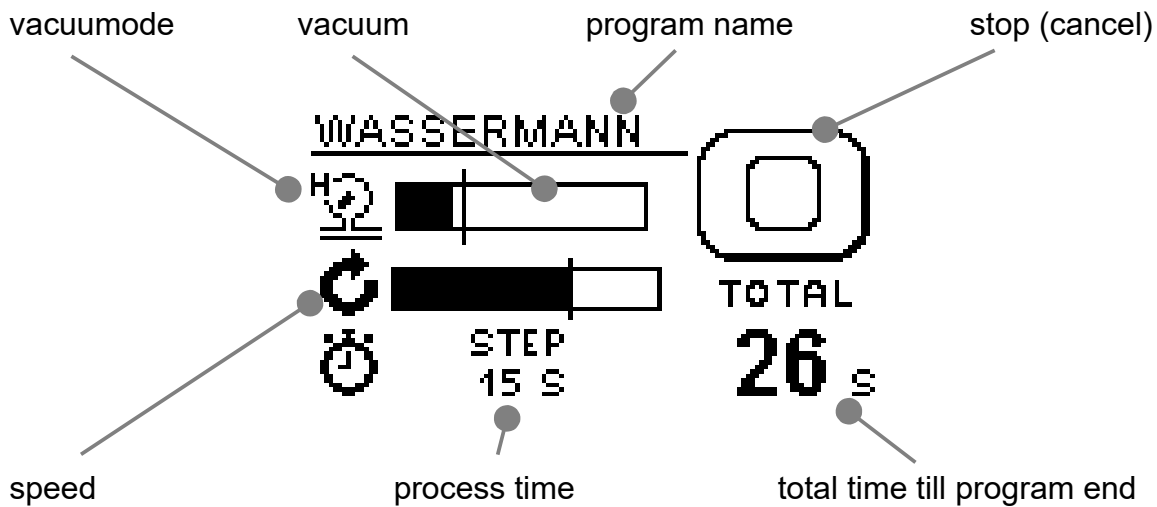 vacuumode vacuum program name stop (cancel)
WASSERMANN
H
TOTAL
STEP
15 S
26 S
speed process time total time till program end